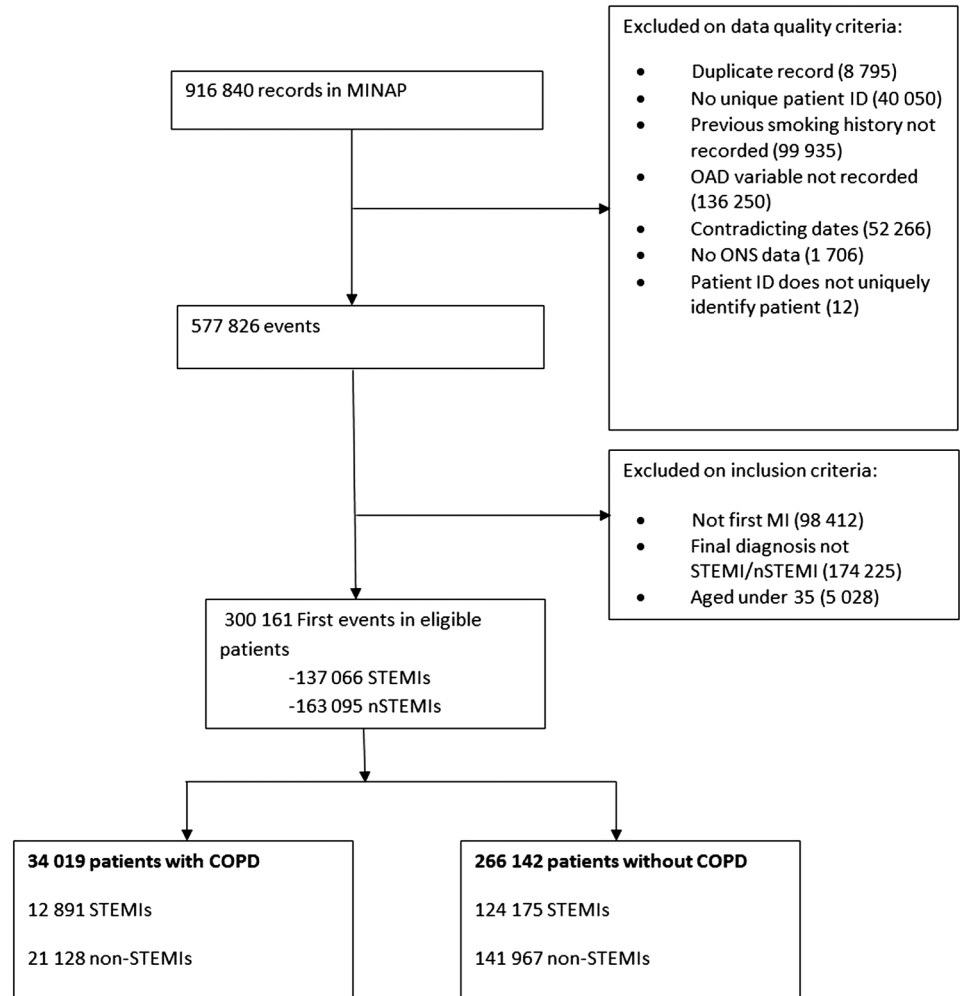 916 840 records in MINAP
Excluded on data quality criteria:
• Duplicate record (8 795)
• No unique patient ID (40 050)
• Previous smoking history not
recorded (99 935)
• OAD variable not recorded
(136 250)
• Contradicting dates (52 266)
• No ONS data (1 706)
• Patient ID does not uniquely
identify patient (12)
577 826 events
Excluded on inclusion criteria:
• Not first MI (98 412)
• Final diagnosis not
STEMI/nSTEMI (174 225)
• Aged under 35 (5 028)
300 161 First events in eligible
patients
-137 066 STEMIs
-163 095 nSTEMIs
34 019 patients with COPD
12 891 STEMIs
21 128 non-STEMIs
266 142 patients without COPD
124 175 STEMIs
141 967 non-STEMIs